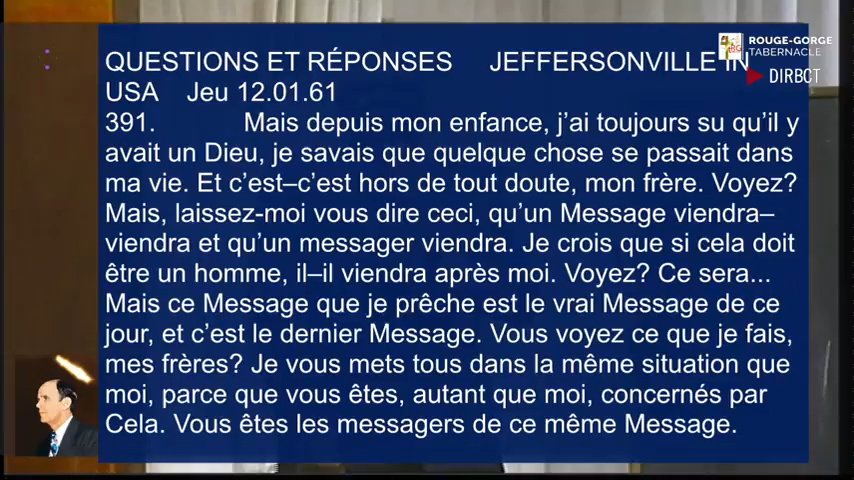 QUESTIONS ET RÉPONSES JEFFERSONVILLE IN
USA Jeu 12.01.61
391. Mais depuis mon enfance, j'ai toujours su qu'il y
avait un Dieu, je savais que quelque chose se passait dans
ma vie. Et c'est–c'est hors de tout doute, mon frère. Voyez?
Mais, laissez-moi vous dire ceci, qu'un Message viendra–
viendra et qu'un messager viendra. Je crois que si cela doit
être un homme, il–il viendra après moi. Voyez? Ce sera...
Mais ce Message que je prêche est le vrai Message de ce
jour, et c'est le dernier Message. Vous voyez ce que je fais,
mes frères? Je vous mets tous dans la même situation que
moi, parce que vous êtes, autant que moi, concernés par
Cela. Vous êtes les messagers de ce même Message.
ROUGE-GORGE
TABERNACLE
DIRBCT